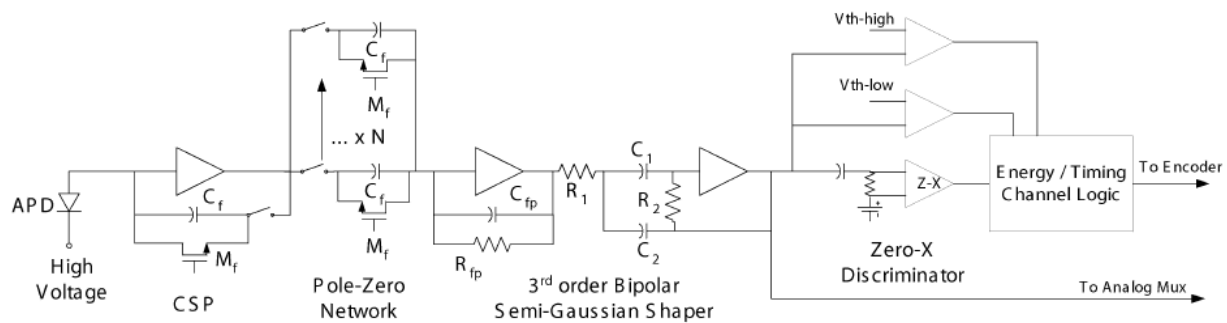 Vth-high
C_f
M_f
Vth-low
... x N
C_1
C_f
R_1
R_2
Z-X
Energy / Timing
Channel Logic
To Encoder
APD
C_f
M_f
C_fp
C_2
High
Voltage
M_f
R_fp
CSP
Pole-Zero
Network
3rd order Bipolar
Semi-Gaussian Shaper
Zero-X
Discriminator
To Analog Mux